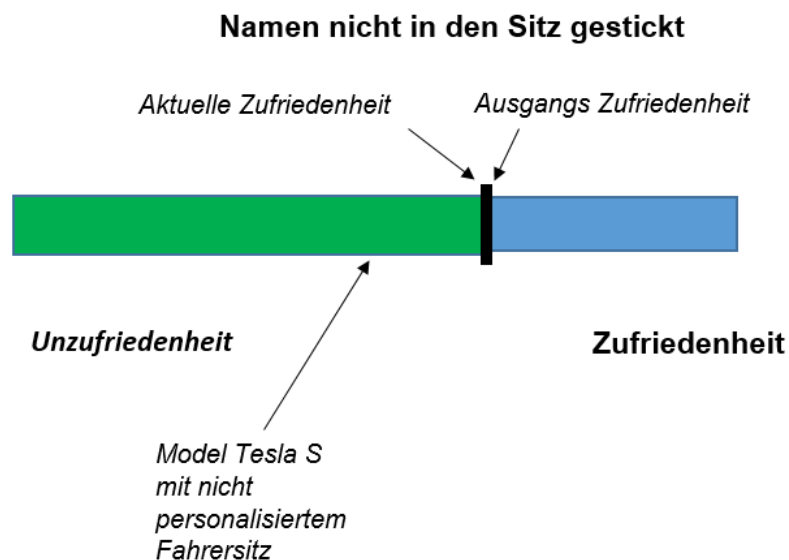 Namen nicht in den Sitz gestickt
Aktuelle Zufriedenheit
Ausgangs Zufriedenheit
Unzufriedenheit
Zufriedenheit
Model Tesla S
mit nicht
personalisiertem
Fahrersitz